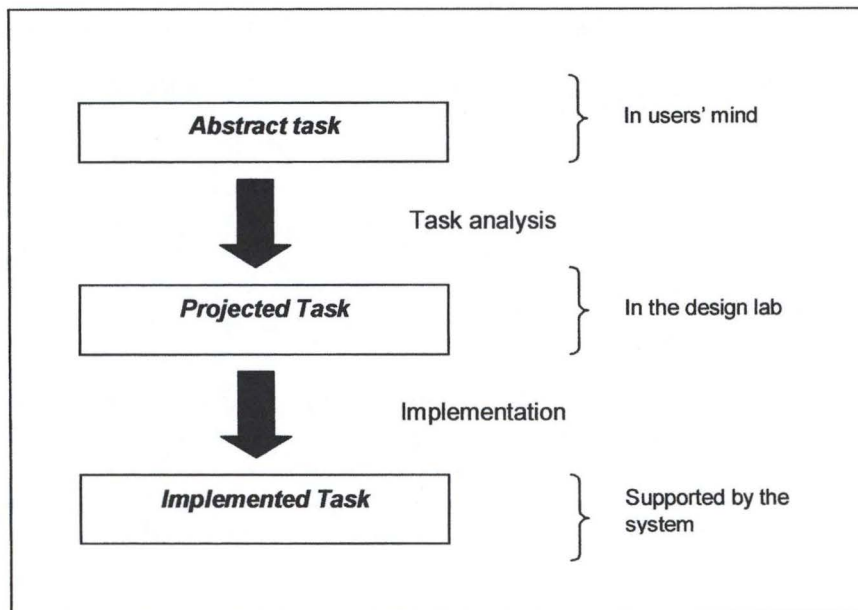 Abstract task
In users' mind
Task analysis
Projected Task
In the design lab
Implementation
Implemented Task
Supported by the
system